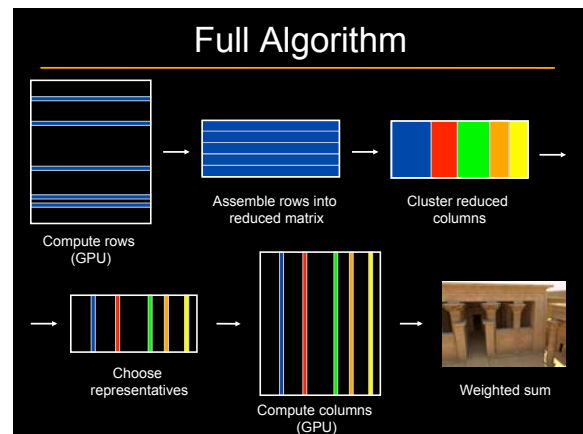 Full Algorithm
Compute rows
(GPU)
Assemble rows into
reduced matrix
Cluster reduced
columns
Choose
representatives
Compute columns
(GPU)
Weighted sum